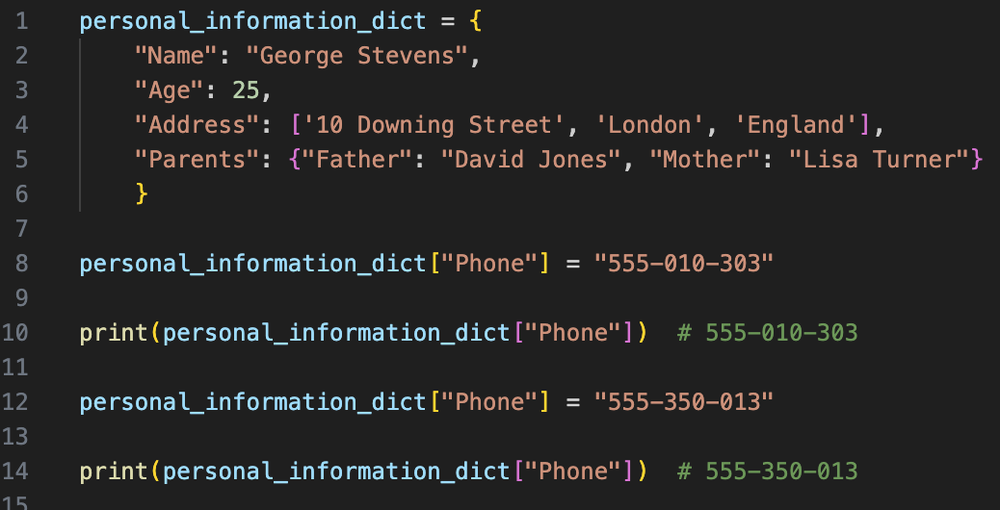 1 personal_information_dict = {
2 "Name": "George Stevens",
3 "Age": 25,
4 "Address": ['10 Downing Street', 'London', 'England'],
5 "Parents": {"Father": "David Jones", "Mother": "Lisa Turner"}
6 }
7
8 personal_information_dict["Phone"] = "555-010-303"
9
10 print(personal_information_dict["Phone"])  # 555-010-303
11
12 personal_information_dict["Phone"] = "555-350-013"
13
14 print(personal_information_dict["Phone"])  # 555-350-013
15